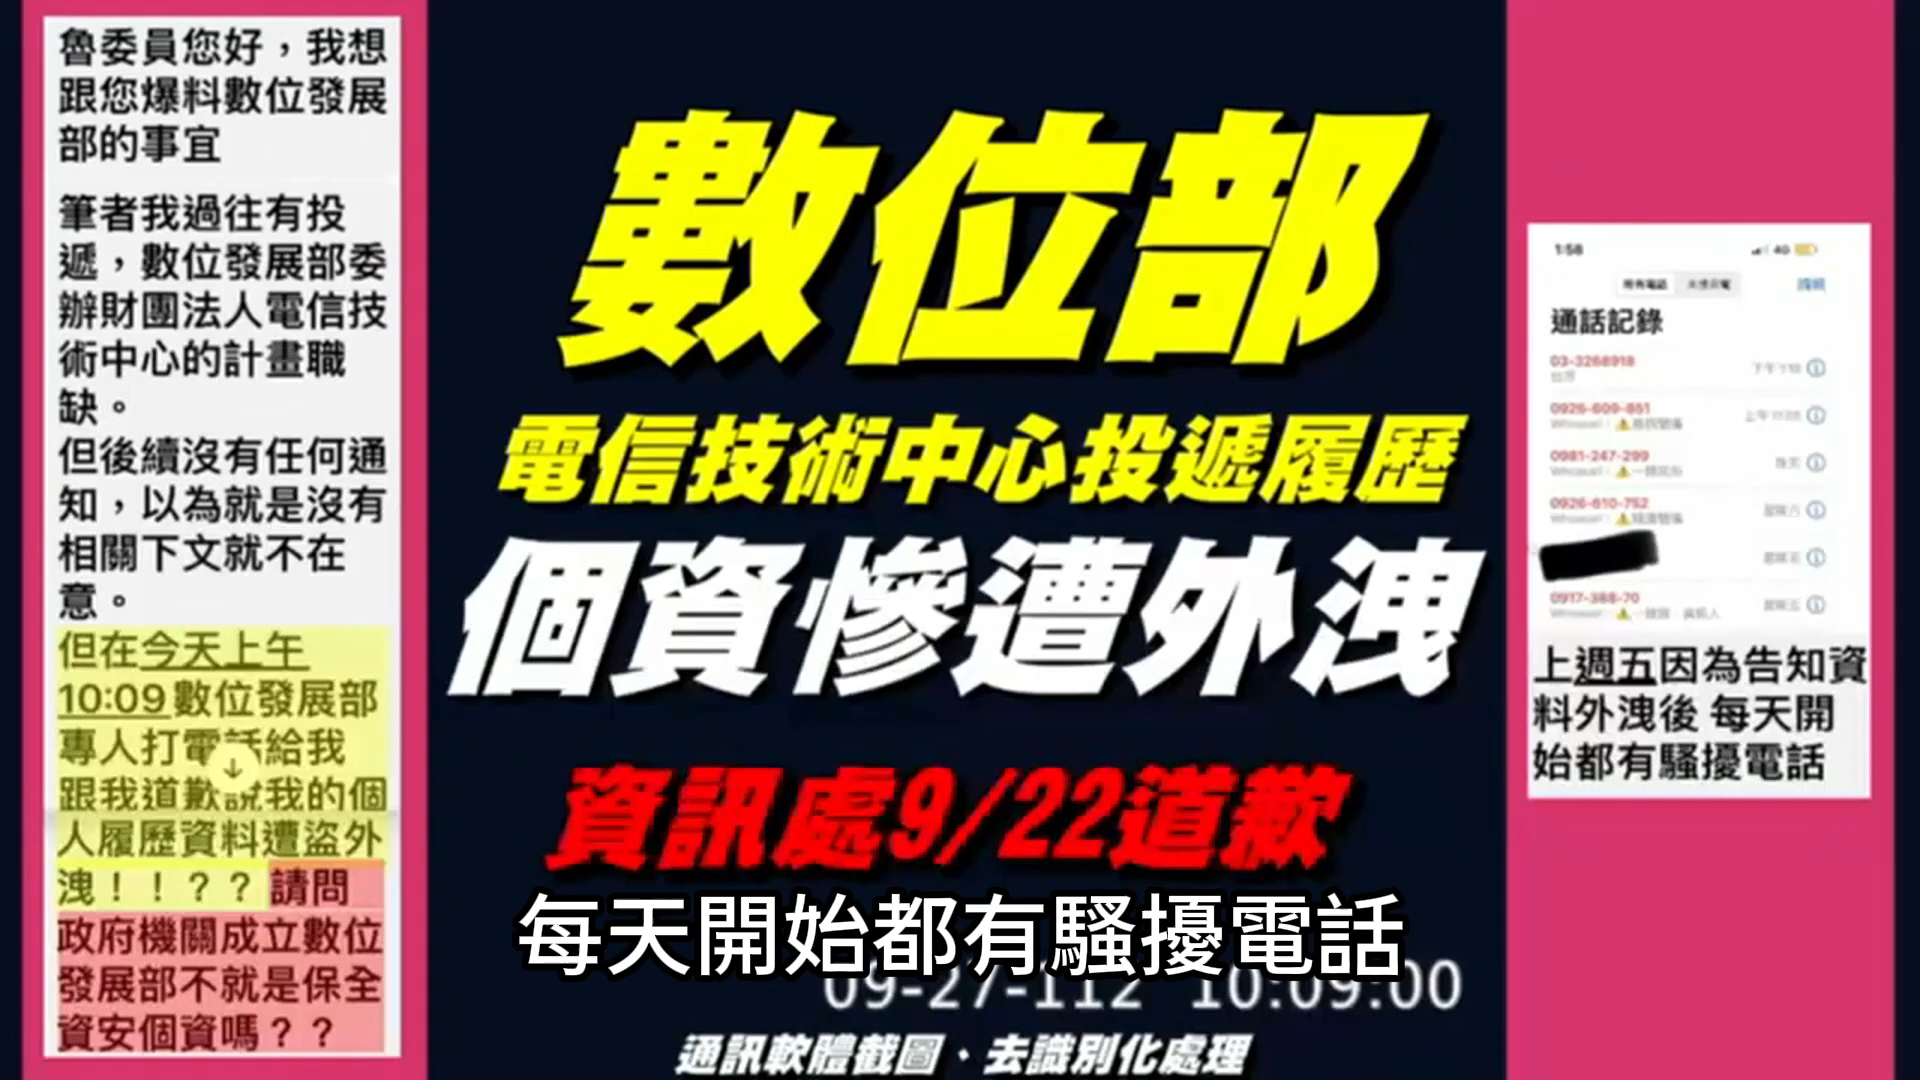 魯委員您好，我想
跟您爆料數位發展
部的事宜
筆者我過往有投
遞，數位發展部委
辦財團法人電信技
術中心的計畫職
缺。
但後續沒有任何通
知，以為就是沒有
相關下文就不在
意。
但在今天上午
10:09數位發展部
專人打電話給我
跟我道歉說我的個
人履歷資料遭盜外
洩！！？？請問
政府機關成立數位
發展部不就是保全
資安個資嗎？？
數位部
電信技術中心投遞履歷
個資慘遭外洩
資訊處9/22道歉
每天開始都有騷擾電話
09-27-112 10:09:00
通訊軟體截圖·去識別化處理
1:58
4G
所有電話
通話記錄
03-3268918
0926-609-851
0981-247-299
0926-610-752
0917-388-70
上週五因為告知資
料外洩後 每天開
始都有騷擾電話